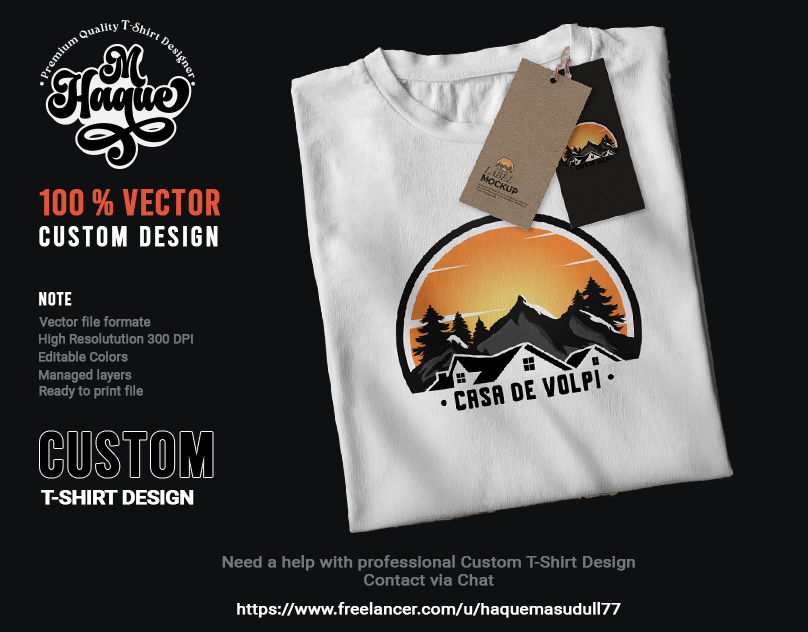 • Premium Quality T-Shirt Designer •
M
Haque
100 % VECTOR
CUSTOM DESIGN
NOTE
Vector file formate
High Resolutution 300 DPI
Editable Colors
Managed layers
Ready to print file
CUSTOM
T-SHIRT DESIGN
LABEL
MOCKUP
• CASA DE VOLPİ •
Need a help with professional Custom T-Shirt Design
Contact via Chat
https://www.freelancer.com/u/haquemasudull77